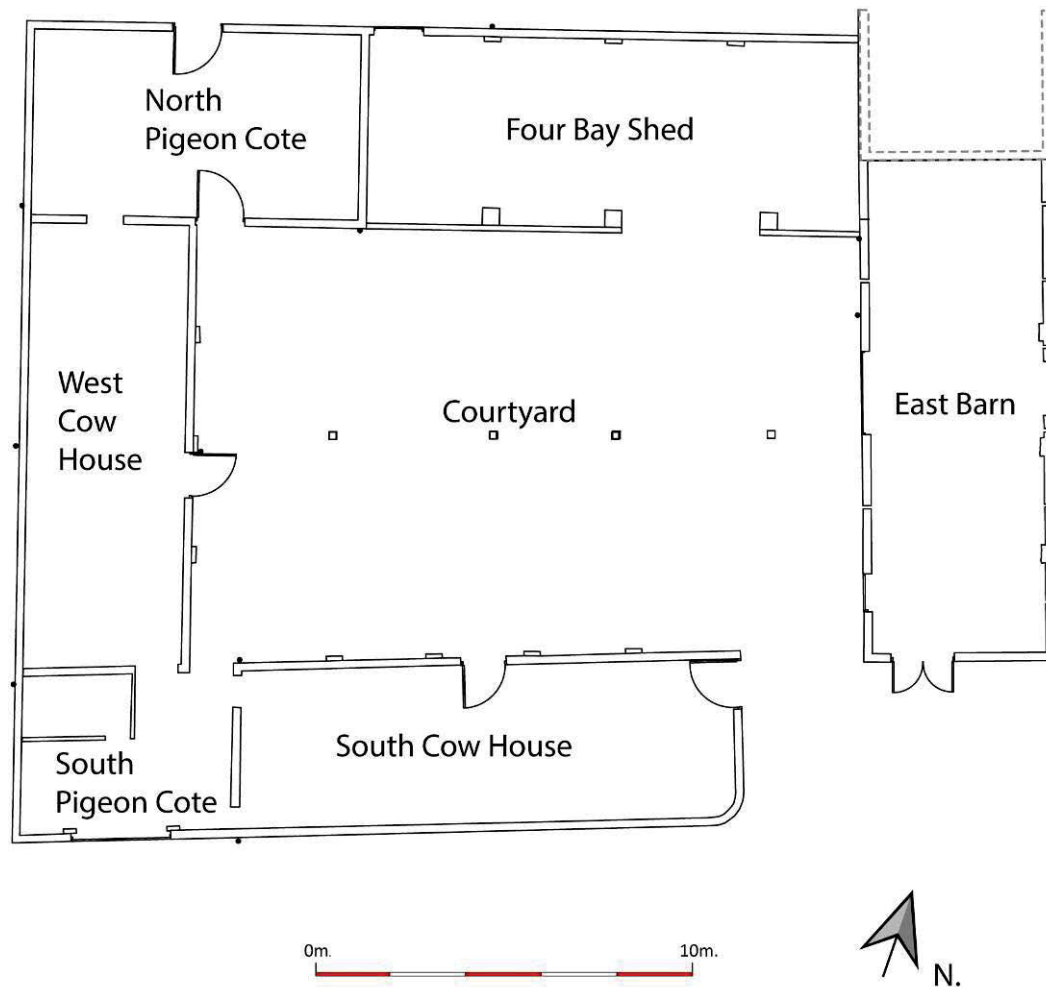 North
Pigeon Cote
Four Bay Shed
West
Cow
House
Courtyard
East Barn
South Cow House
South
Pigeon Cote
0m.
10m.
N.